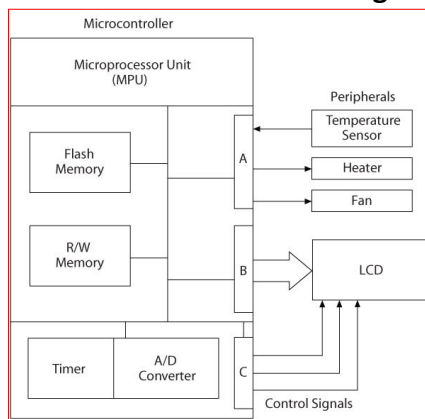 Microcontroller
Microprocessor Unit
(MPU)
Peripherals
Temperature
Sensor
Flash
Memory
A
Heater
Fan
R/W
Memory
B
LCD
Timer
A/D
Converter
C
Control Signals